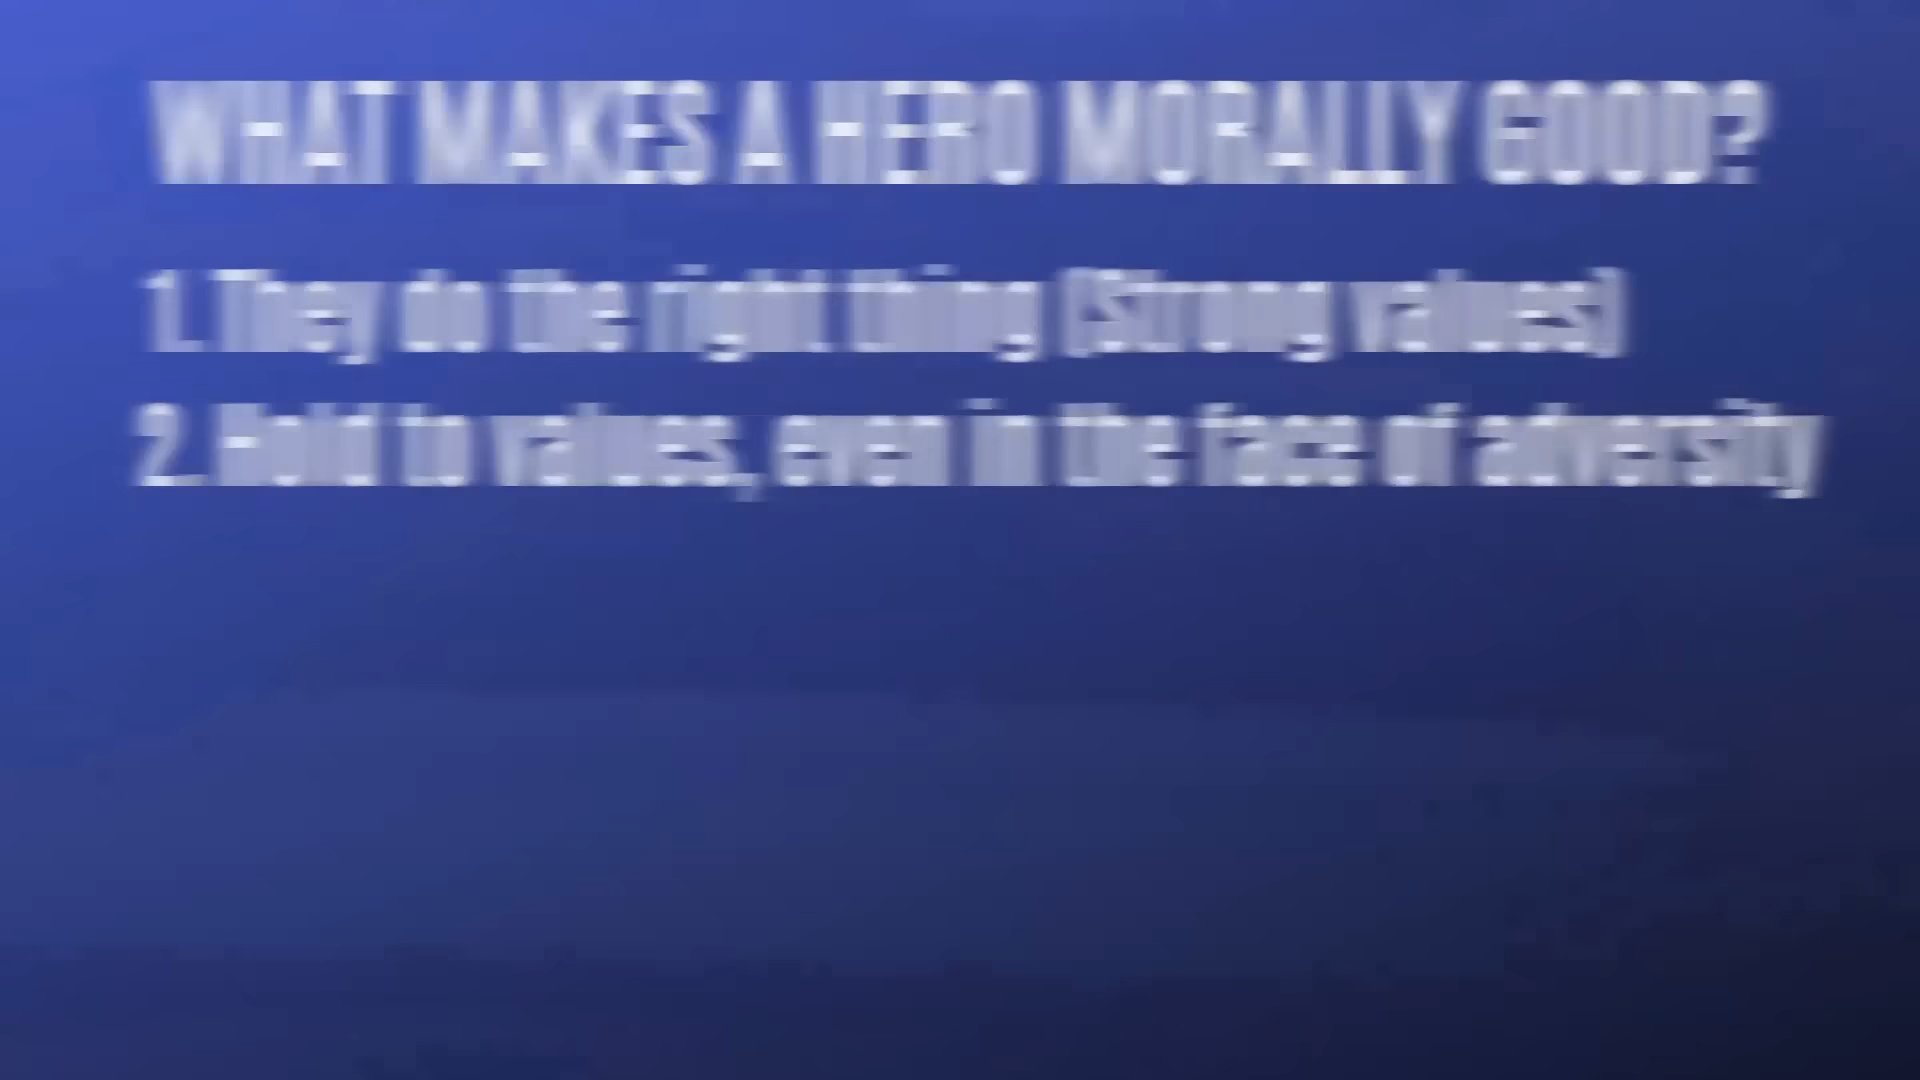 WHAT MAKES A HERO MORALLY GOOD?
1. They do the right thing (Strong values)
2. Hold to values, even in the face of adversity